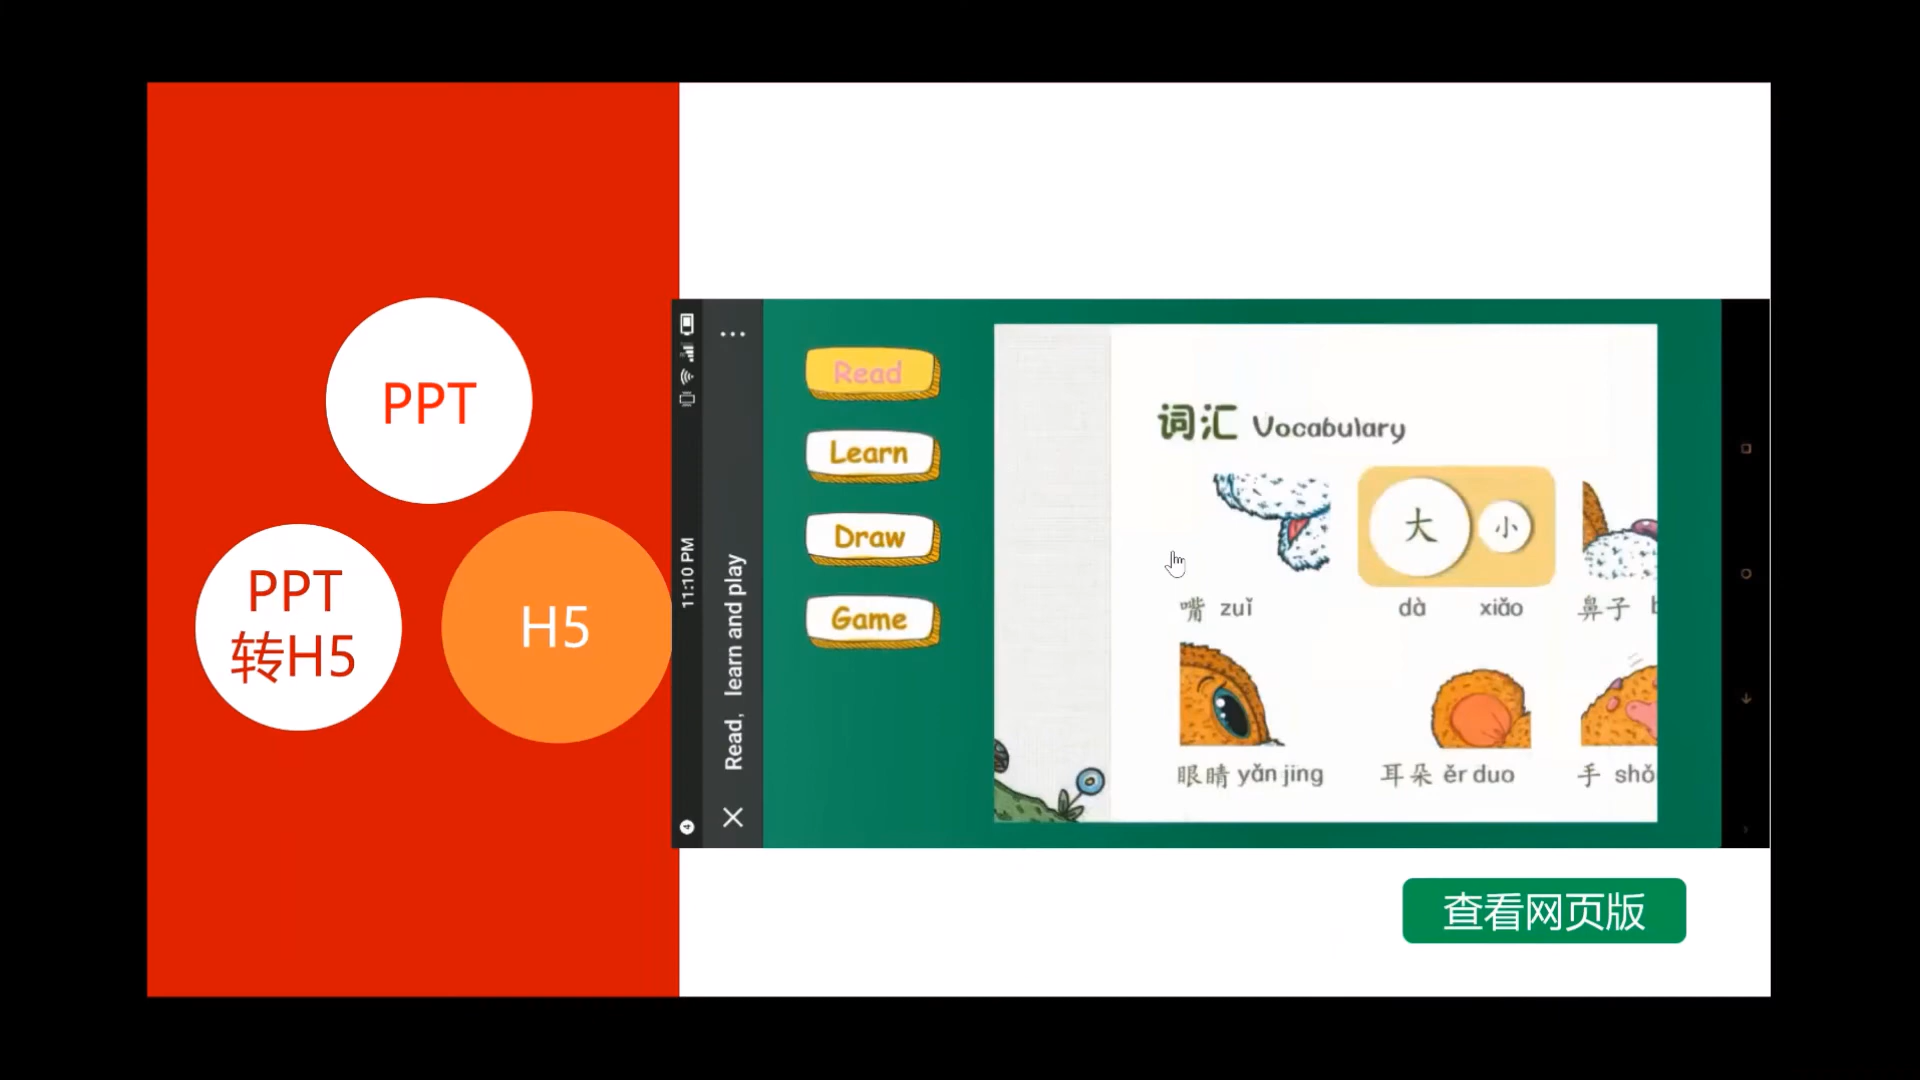 PPT
PPT
转H5
H5
11:10 PM
Read, learn and play
Read
Learn
Draw
Game
词汇 Vocabulary
大 小
嘴 zuǐ
dà xiǎo
鼻子
眼睛 yǎn jing
耳朵 ěr duo
手
查看网页版